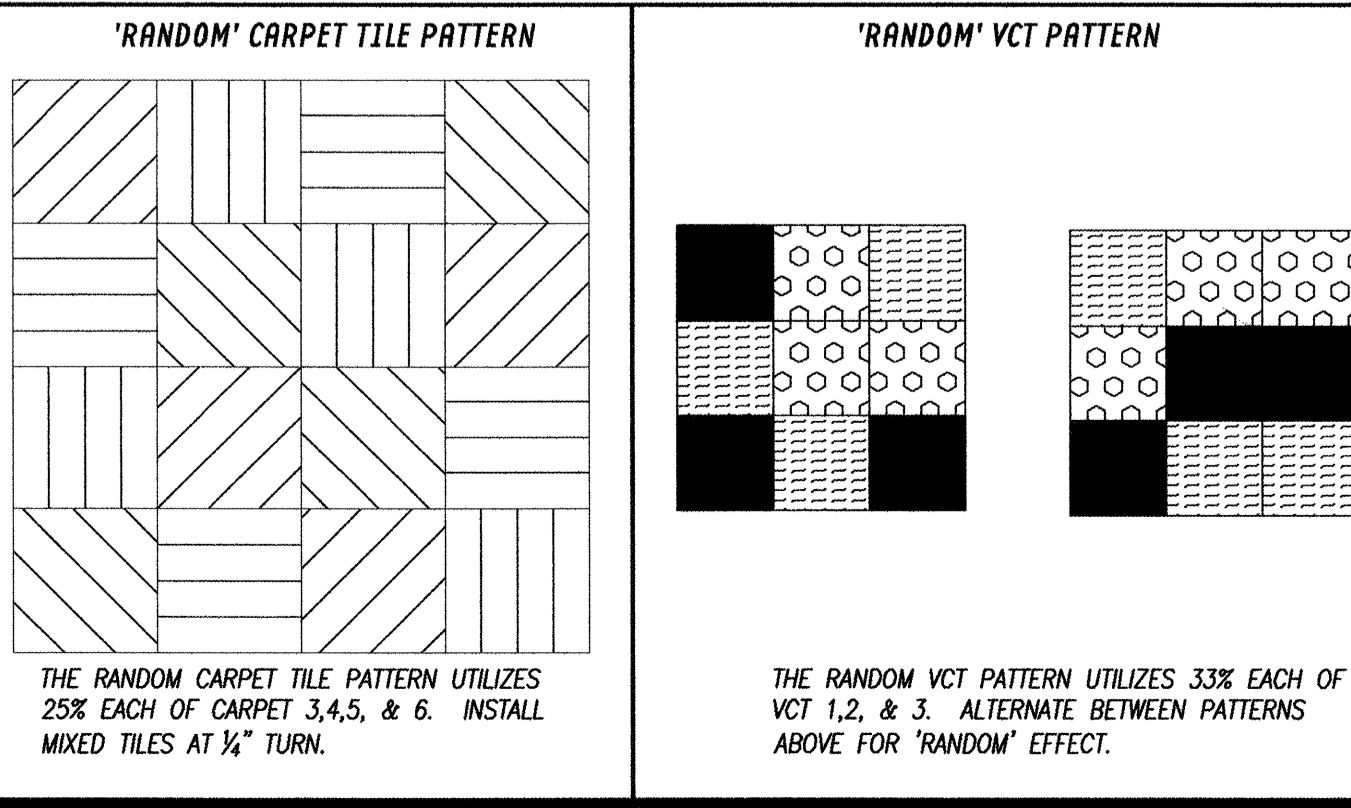 'RANDOM' CARPET TILE PATTERN
THE RANDOM CARPET TILE PATTERN UTILIZES
25% EACH OF CARPET 3,4,5, & 6. INSTALL
MIXED TILES AT ¼" TURN.
'RANDOM' VCT PATTERN
THE RANDOM VCT PATTERN UTILIZES 33% EACH OF
VCT 1,2, & 3. ALTERNATE BETWEEN PATTERNS
ABOVE FOR 'RANDOM' EFFECT.